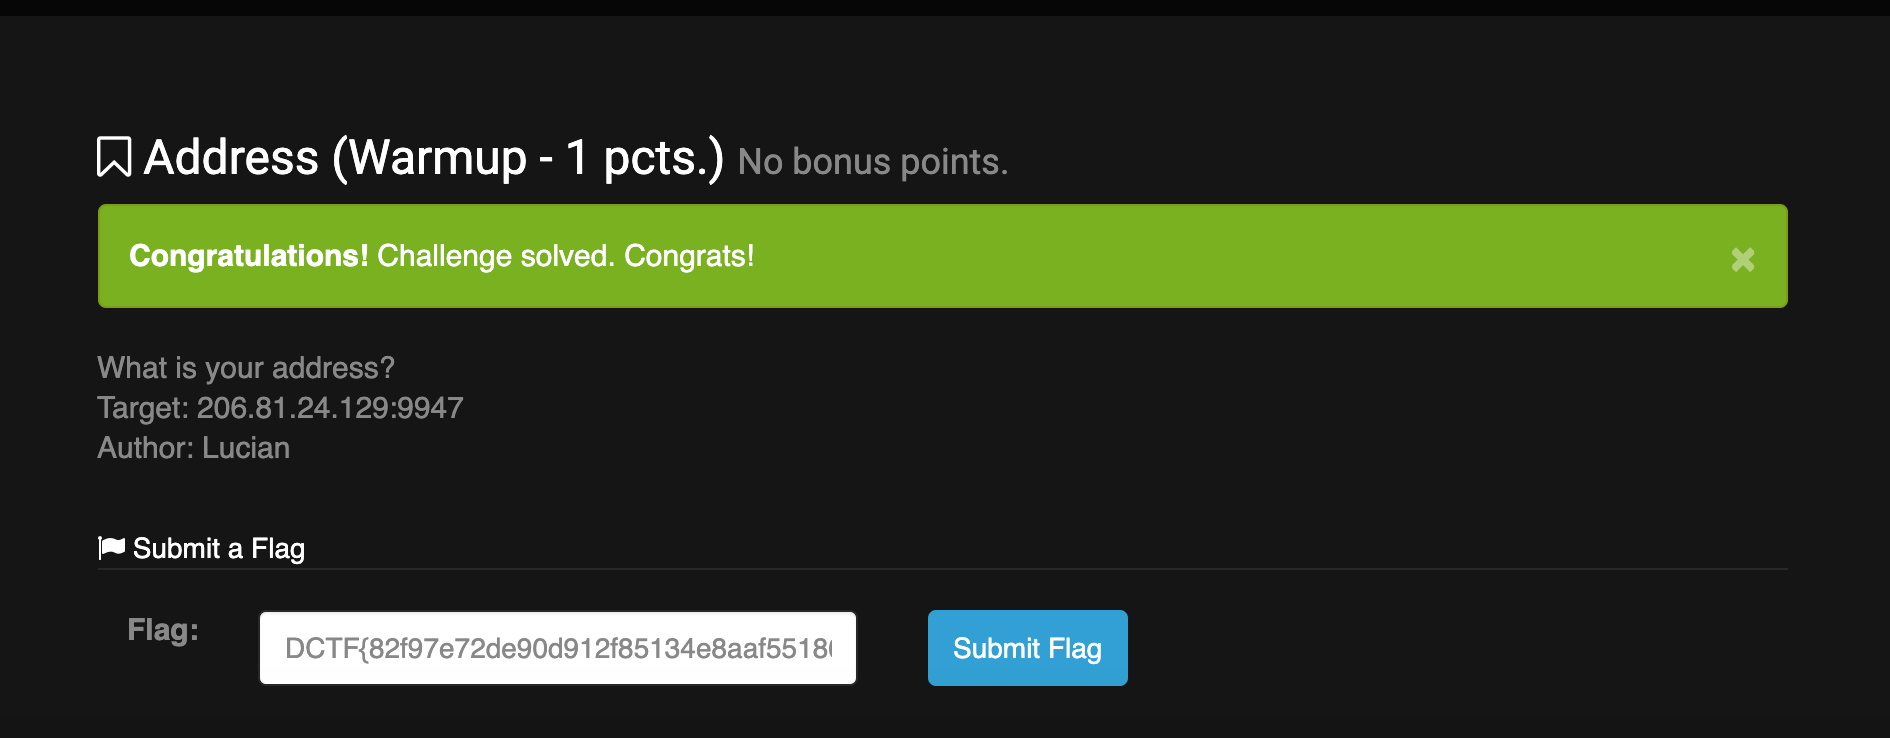 Address (Warmup - 1 pcts.) No bonus points.
Congratulations! Challenge solved. Congrats!
What is your address?
Target: 206.81.24.129:9947
Author: Lucian
Submit a Flag
Flag:
DCTF{82f97e72de90d912f85134e8aaf5518
Submit Flag